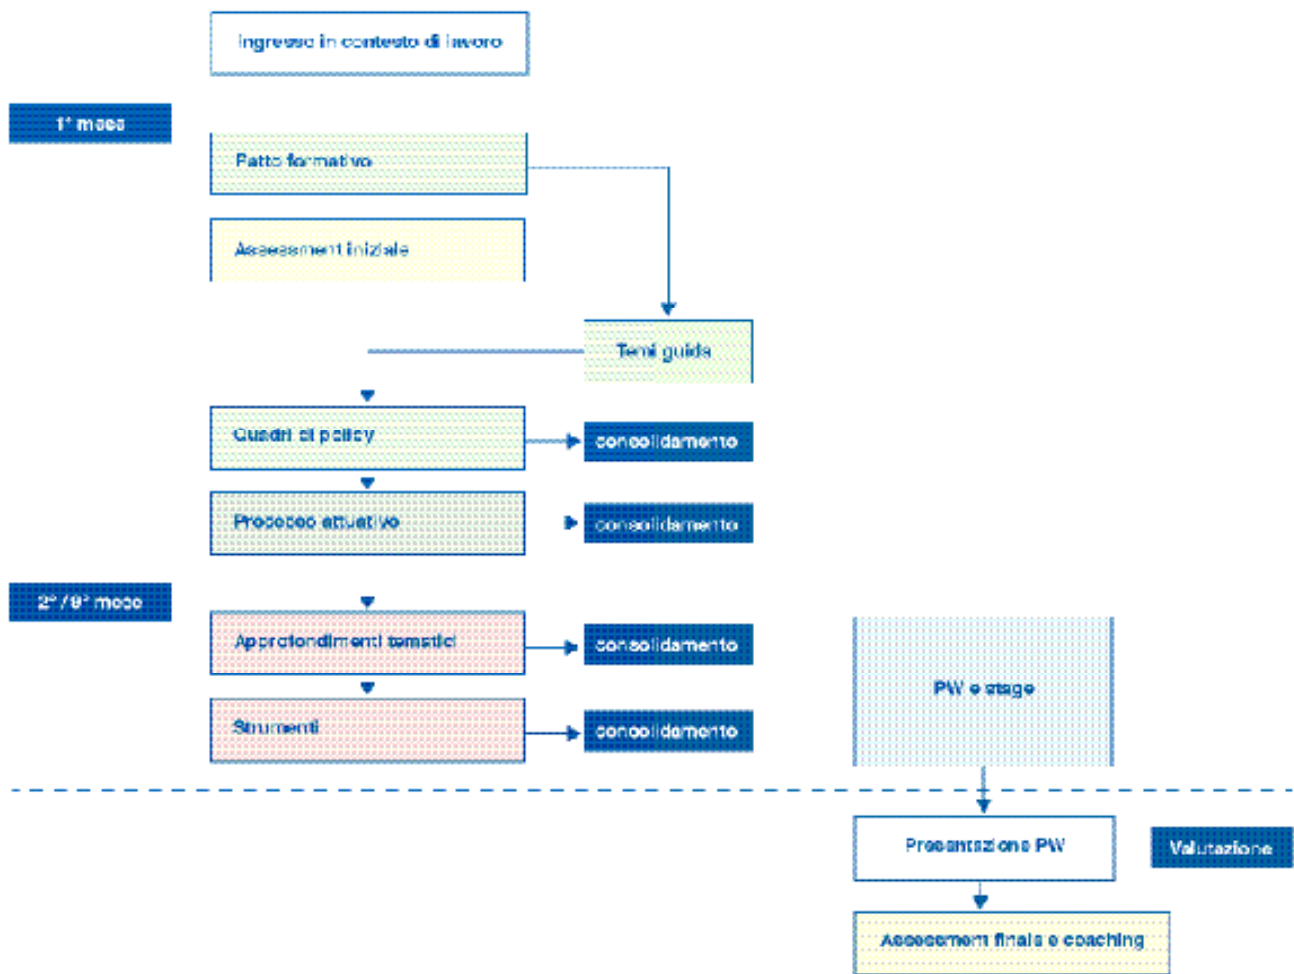 Ingresso in contesto di lavoro
1° mese
Patto formativo
Assessment iniziale
Temi guida
Quadri di policy
consolidamento
Processo attuativo
consolidamento
2° / 9° mese
Approfondimenti tematici
consolidamento
PW e stage
Strumenti
consolidamento
Presentazione PW
Valutazione
Assessment finale e coaching